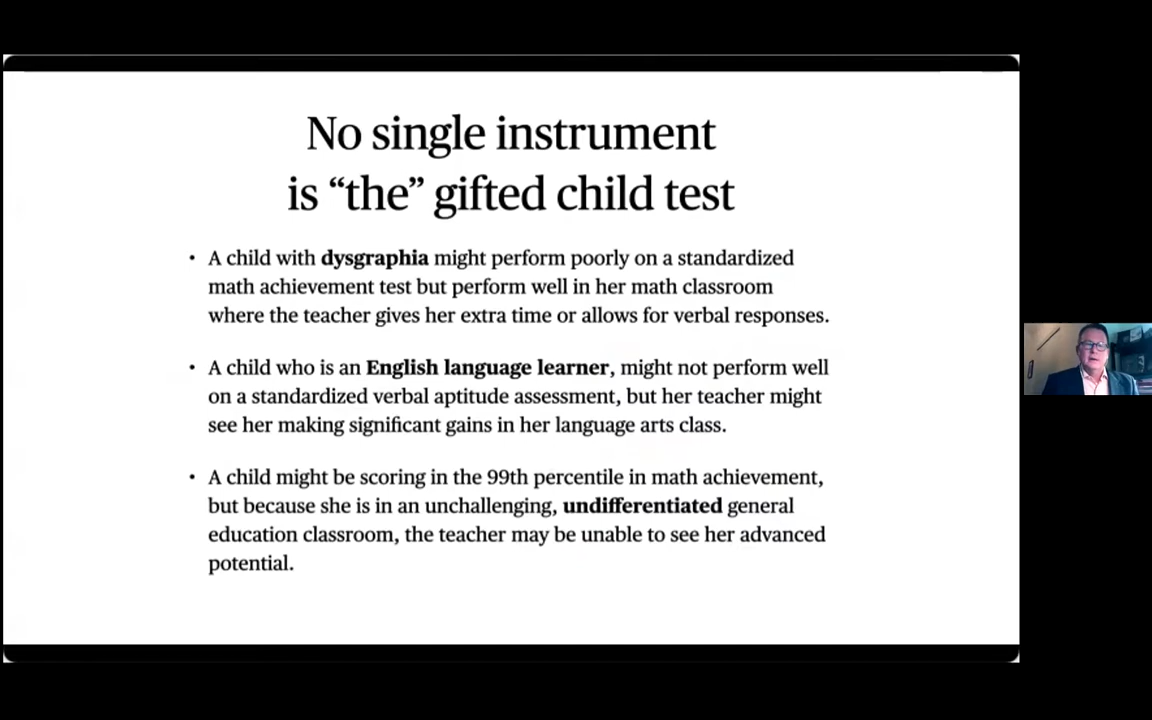 No single instrument
is “the” gifted child test
• A child with dysgraphia might perform poorly on a standardized
math achievement test but perform well in her math classroom
where the teacher gives her extra time or allows for verbal responses.
• A child who is an English language learner, might not perform well
on a standardized verbal aptitude assessment, but her teacher might
see her making significant gains in her language arts class.
• A child might be scoring in the 99th percentile in math achievement,
but because she is in an unchallenging, undifferentiated general
education classroom, the teacher may be unable to see her advanced
potential.